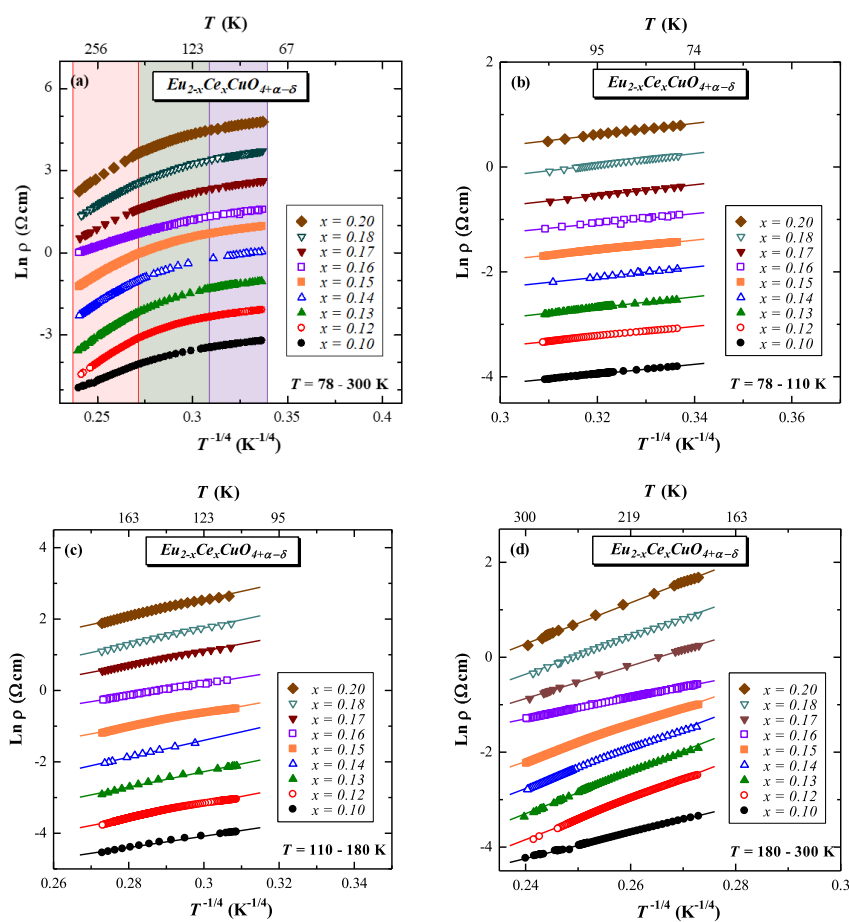 T (K)
256 123 67
(a)
Eu2-xCexCuO4+α−δ
6
3
0
-3
Ln ρ (Ω cm)
x = 0.20
x = 0.18
x = 0.17
x = 0.16
x = 0.15
x = 0.14
x = 0.13
x = 0.12
x = 0.10
T = 78 - 300 K
0.25 0.3 0.35 0.4
T-1/4 (K-1/4)
T (K)
95 74
(b)
Eu2-xCexCuO4+α−δ
2
0
-2
-4
Ln ρ (Ω cm)
x = 0.20
x = 0.18
x = 0.17
x = 0.16
x = 0.15
x = 0.14
x = 0.13
x = 0.12
x = 0.10
T = 78 - 110 K
0.3 0.32 0.34 0.36
T-1/4 (K-1/4)
T (K)
163 123 95
(c)
Eu2-xCexCuO4+α−δ
4
2
0
-2
-4
Ln ρ (Ω cm)
x = 0.20
x = 0.18
x = 0.17
x = 0.16
x = 0.15
x = 0.14
x = 0.13
x = 0.12
x = 0.10
T = 110 - 180 K
0.26 0.28 0.3 0.32 0.34
T-1/4 (K-1/4)
T (K)
300 219 163
(d)
Eu2-xCexCuO4+α−δ
2
0
-2
-4
Ln ρ (Ω cm)
x = 0.20
x = 0.18
x = 0.17
x = 0.16
x = 0.15
x = 0.14
x = 0.13
x = 0.12
x = 0.10
T = 180 - 300 K
0.24 0.26 0.28 0.3
T-1/4 (K-1/4)